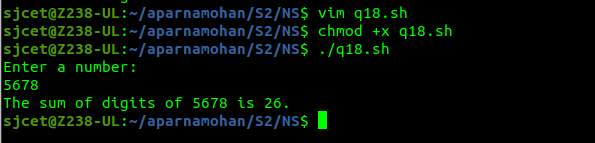 sjcet@Z238-UL:~/aparnamohan/S2/NS$ vim q18.sh
sjcet@Z238-UL:~/aparnamohan/S2/NS$ chmod +x q18.sh
sjcet@Z238-UL:~/aparnamohan/S2/NS$ ./q18.sh
Enter a number:
5678
The sum of digits of 5678 is 26.
sjcet@Z238-UL:~/aparnamohan/S2/NS$